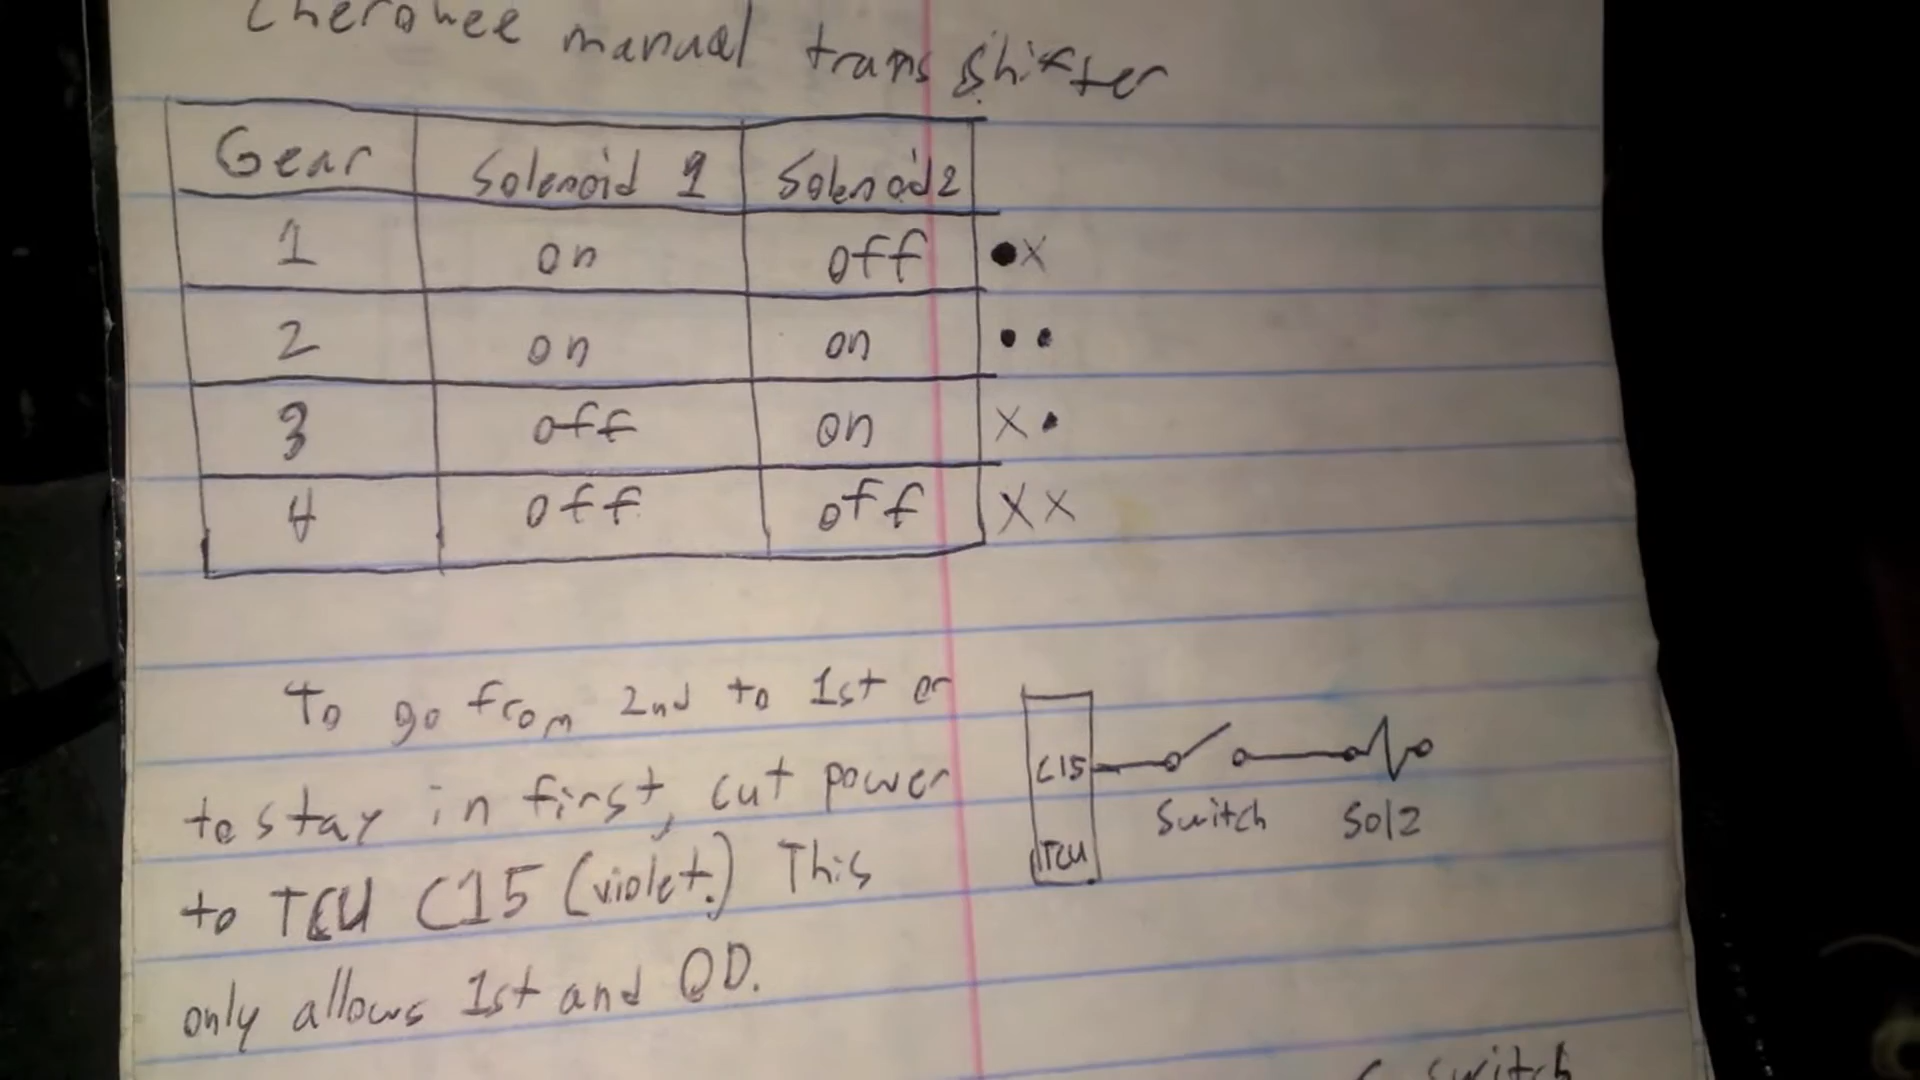 Cherokee manual trans shifter
Gear Solenoid 1 Solenoid 2
1 on off ●x
2 on on ● ●
3 off on X ●
4 off off X X
To go from 2nd to 1st or
to stay in first, cut power
to TCU C15 (violet.) This
only allows 1st and OD.
C15
Switch Sol2
TCU
switch